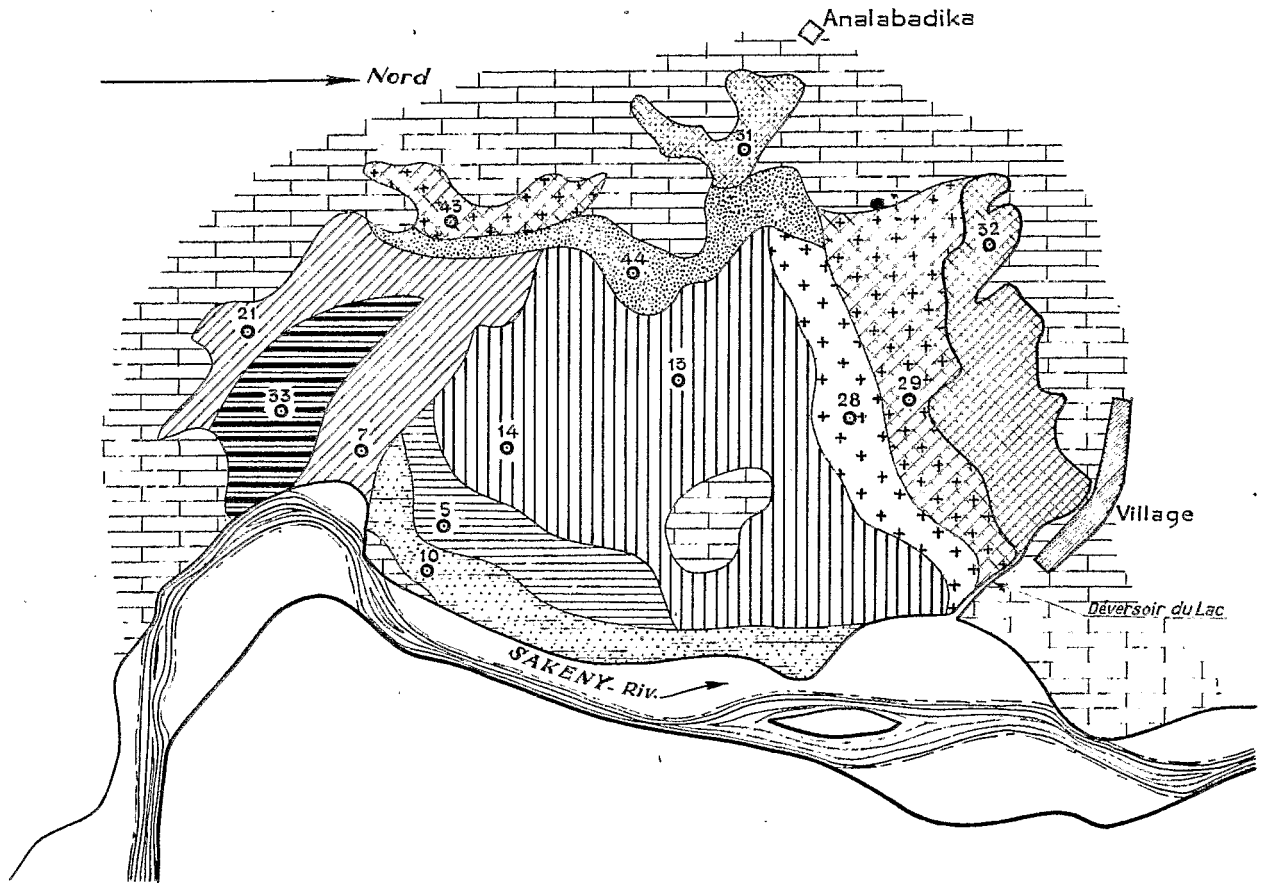 Analabadika
Nord
31
43
32
44
21
13
33
29
28
7
14
5
Village
10
Déversoir du Lac
SAKENY - Riv.